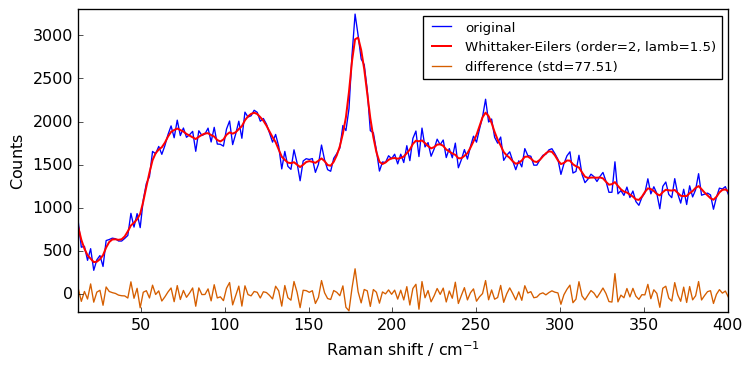 original
Whittaker-Eilers (order=2, lamb=1.5)
difference (std=77.51)
Counts
3000
2500
2000
1500
1000
500
0
50 100 150 200 250 300 350 400
Raman shift / cm⁻¹